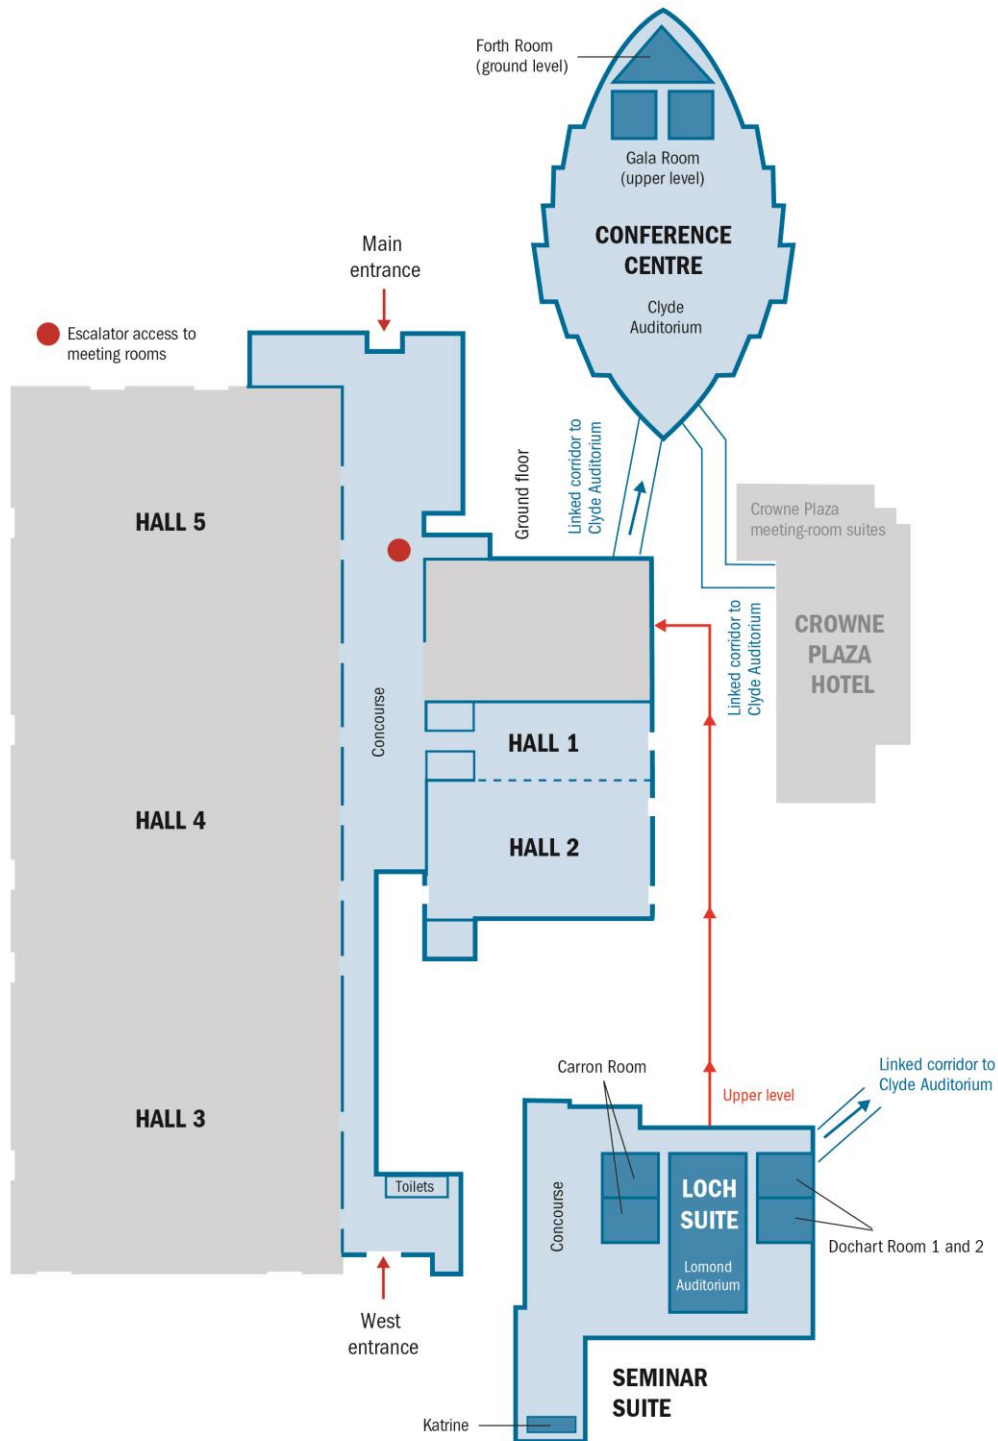 Forth Room
(ground level)
Gala Room
(upper level)
CONFERENCE
CENTRE
Clyde
Auditorium
Main
entrance
Escalator access to
meeting rooms
Linked corridor to
Clyde Auditorium
Ground floor
Crowne Plaza
meeting-room suites
HALL 5
Linked corridor to
Clyde Auditorium
CROWNE
PLAZA
HOTEL
Concourse
HALL 1
HALL 4
HALL 2
HALL 3
Toilets
West
entrance
Carron Room
Upper level
Linked corridor to
Clyde Auditorium
Concourse
LOCH
SUITE
Lomond
Auditorium
Dochart Room 1 and 2
SEMINAR
SUITE
Katrine